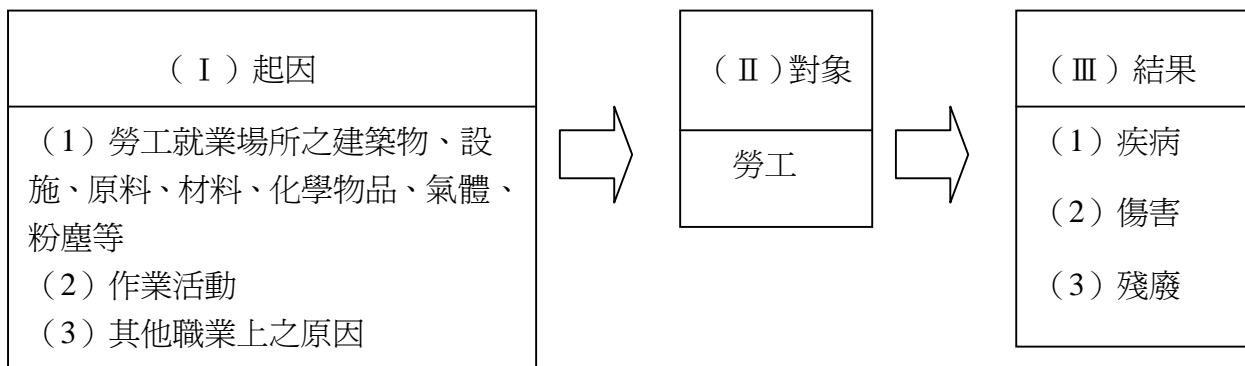 （Ⅰ）起因
（1）勞工就業場所之建築物、設
施、原料、材料、化學物品、氣體、
粉塵等
（2）作業活動
（3）其他職業上之原因
（Ⅱ）對象
勞工
（Ⅲ）結果
（1）疾病
（2）傷害
（3）殘廢